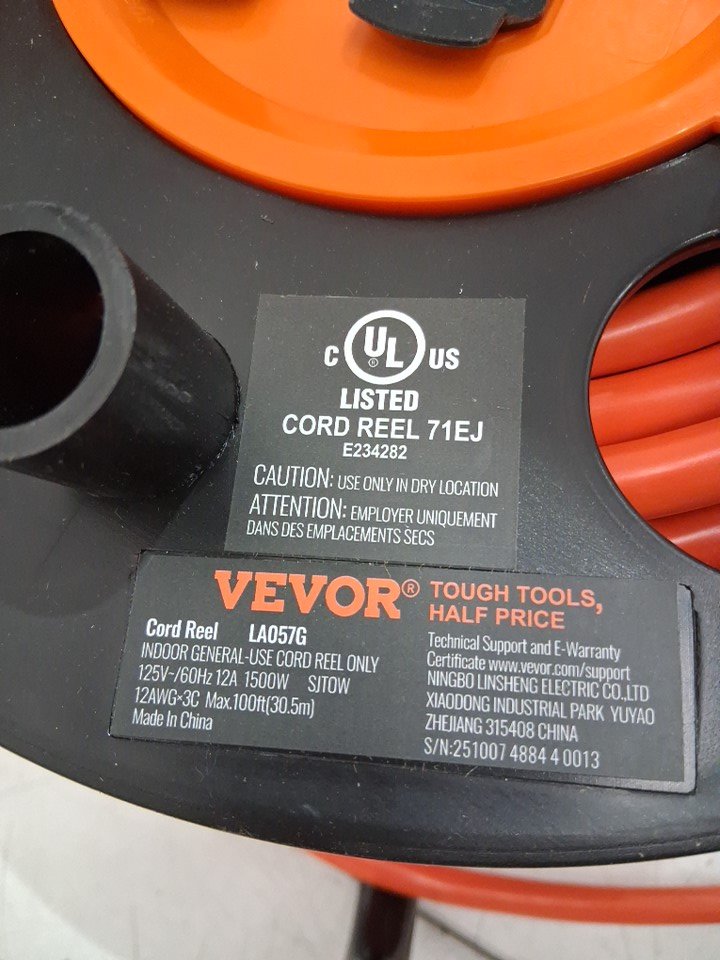 C UL® US
LISTED
CORD REEL 71EJ
E234282
CAUTION: USE ONLY IN DRY LOCATION
ATTENTION: EMPLOYER UNIQUEMENT
DANS DES EMPLACEMENTS SECS
VEVOR® TOUGH TOOLS,
HALF PRICE
Cord Reel LA057G
INDOOR GENERAL-USE CORD REEL ONLY
125V~/60Hz 12A 1500W SJTOW
12AWG×3C Max.100ft(30.5m)
Made In China
Technical Support and E-Warranty
Certificate www.vevor.com/support
NINGBO LINSHENG ELECTRIC CO.,LTD
XIAODONG INDUSTRIAL PARK YUYAO
ZHEJIANG 315408 CHINA
S/N:251007 4884 4 0013